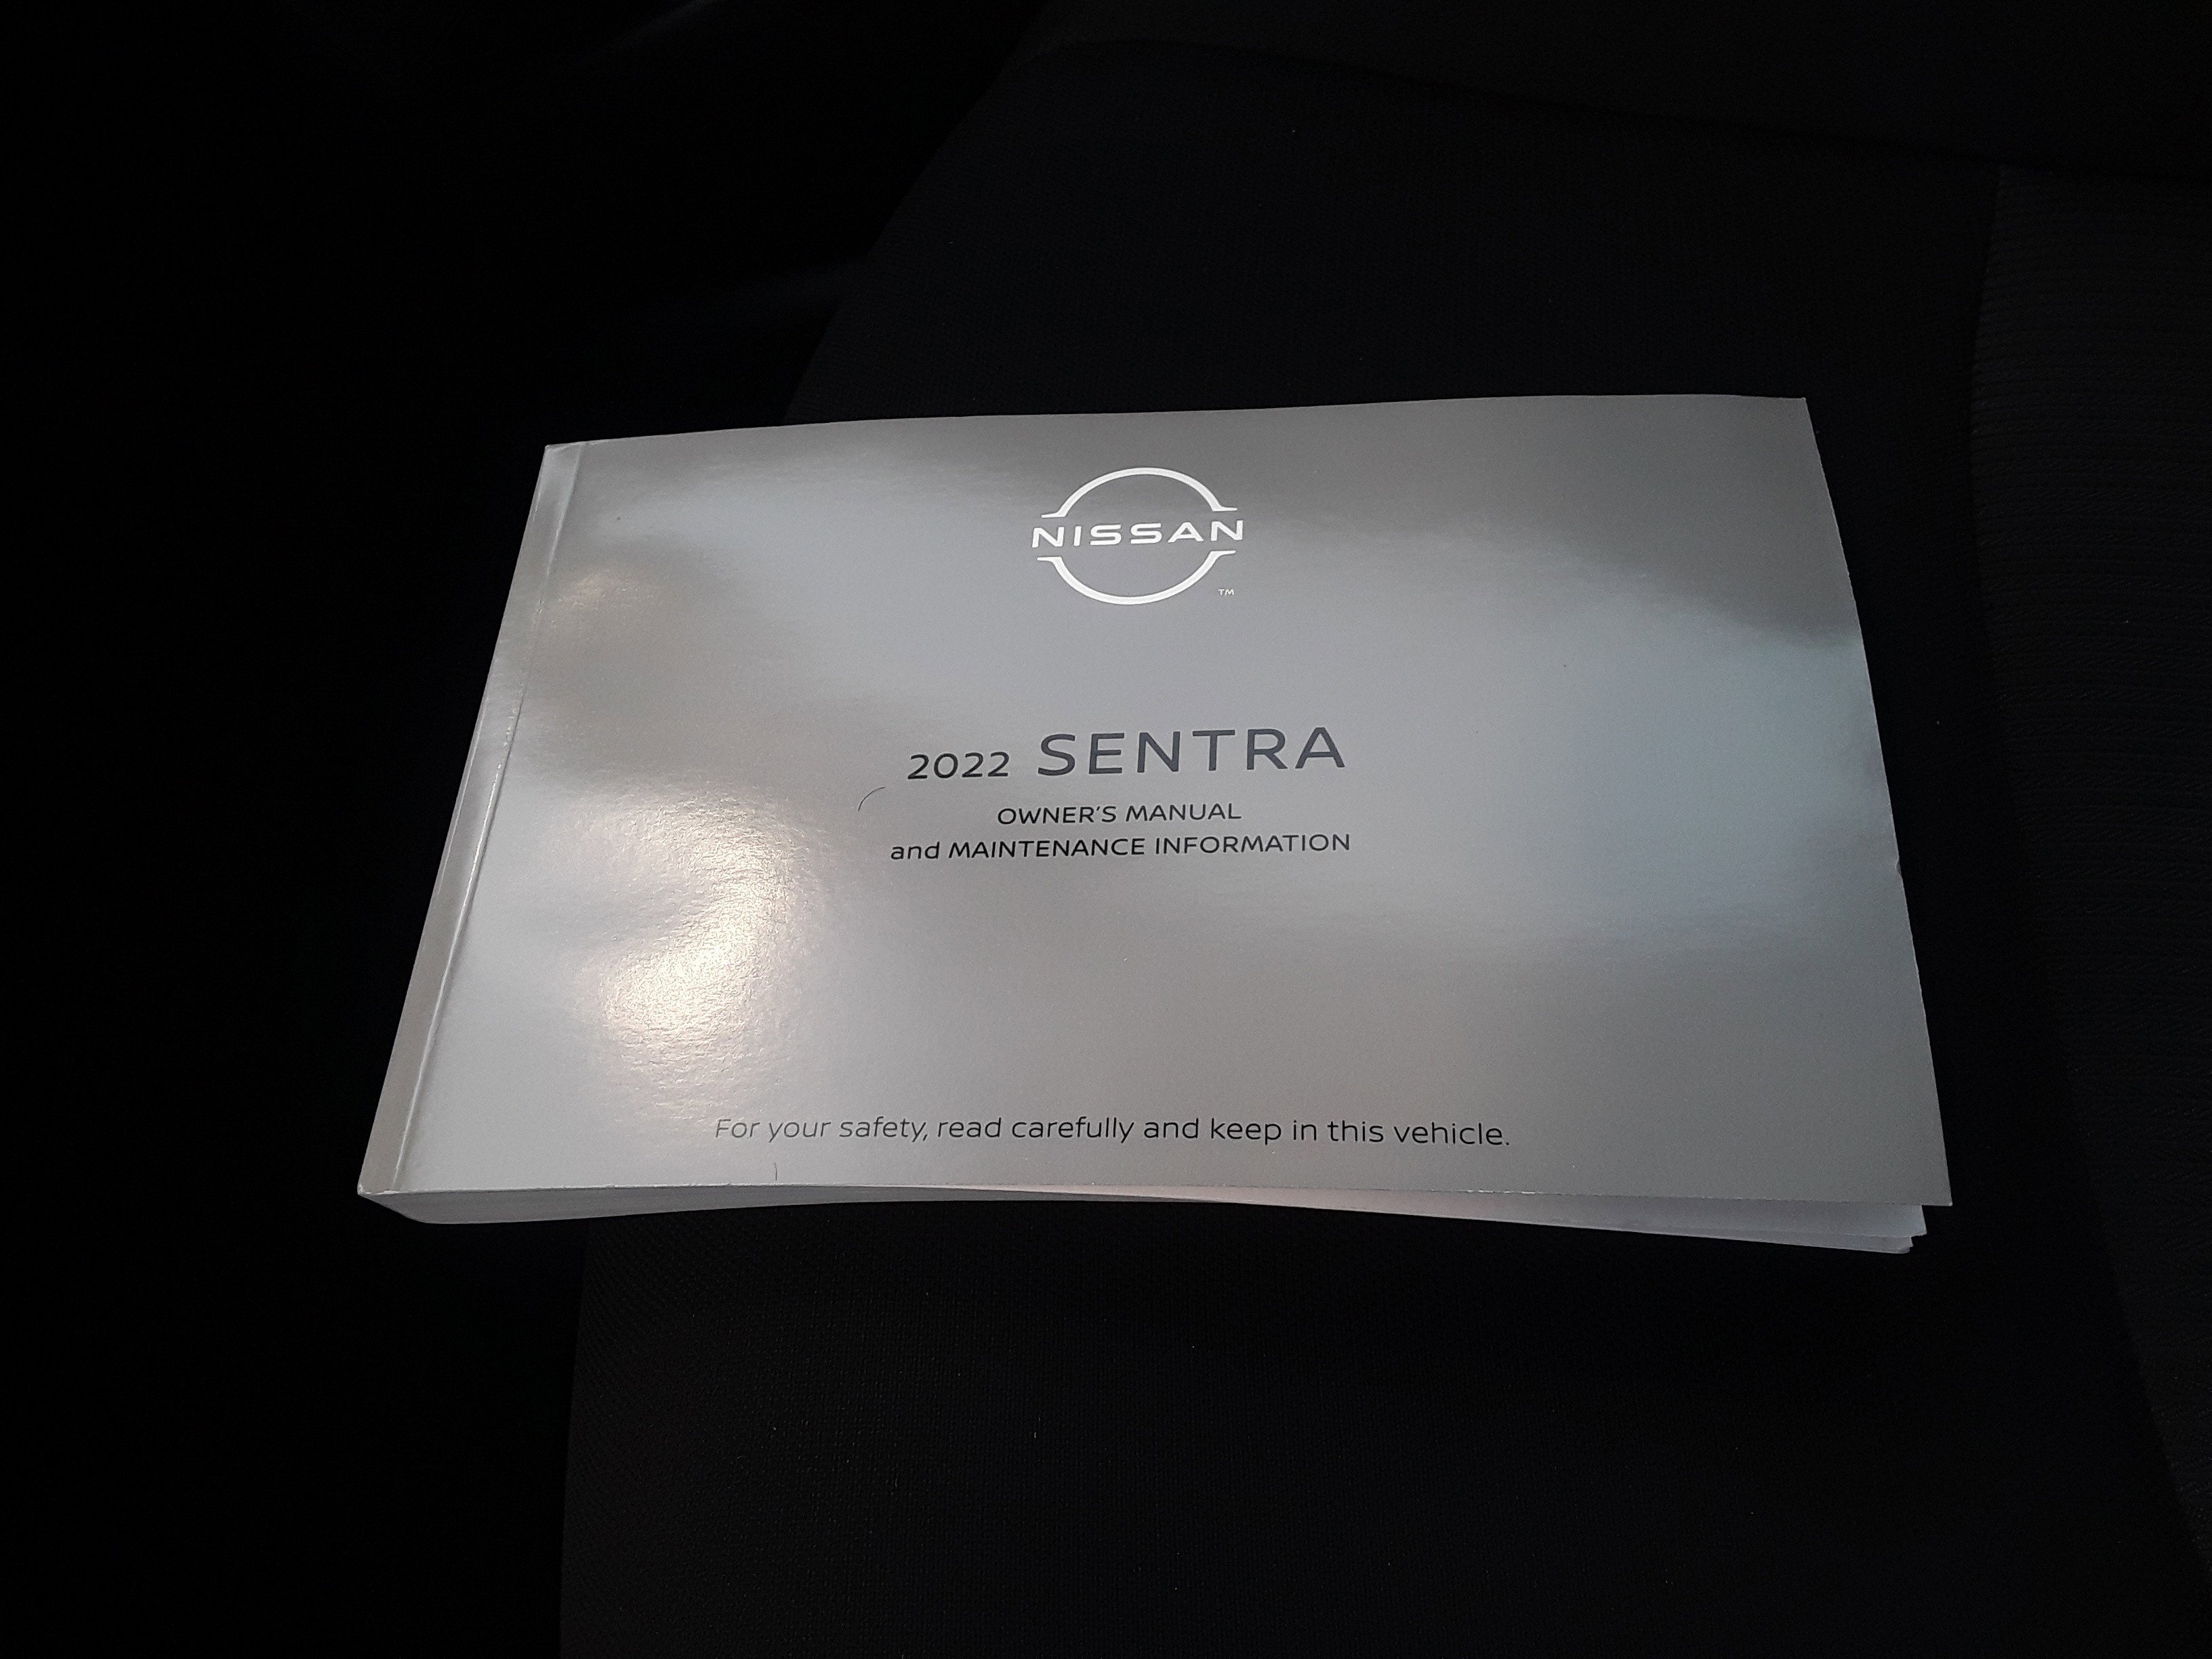 NISSAN
TM
2022 SENTRA
OWNER'S MANUAL
and MAINTENANCE INFORMATION
For your safety, read carefully and keep in this vehicle.